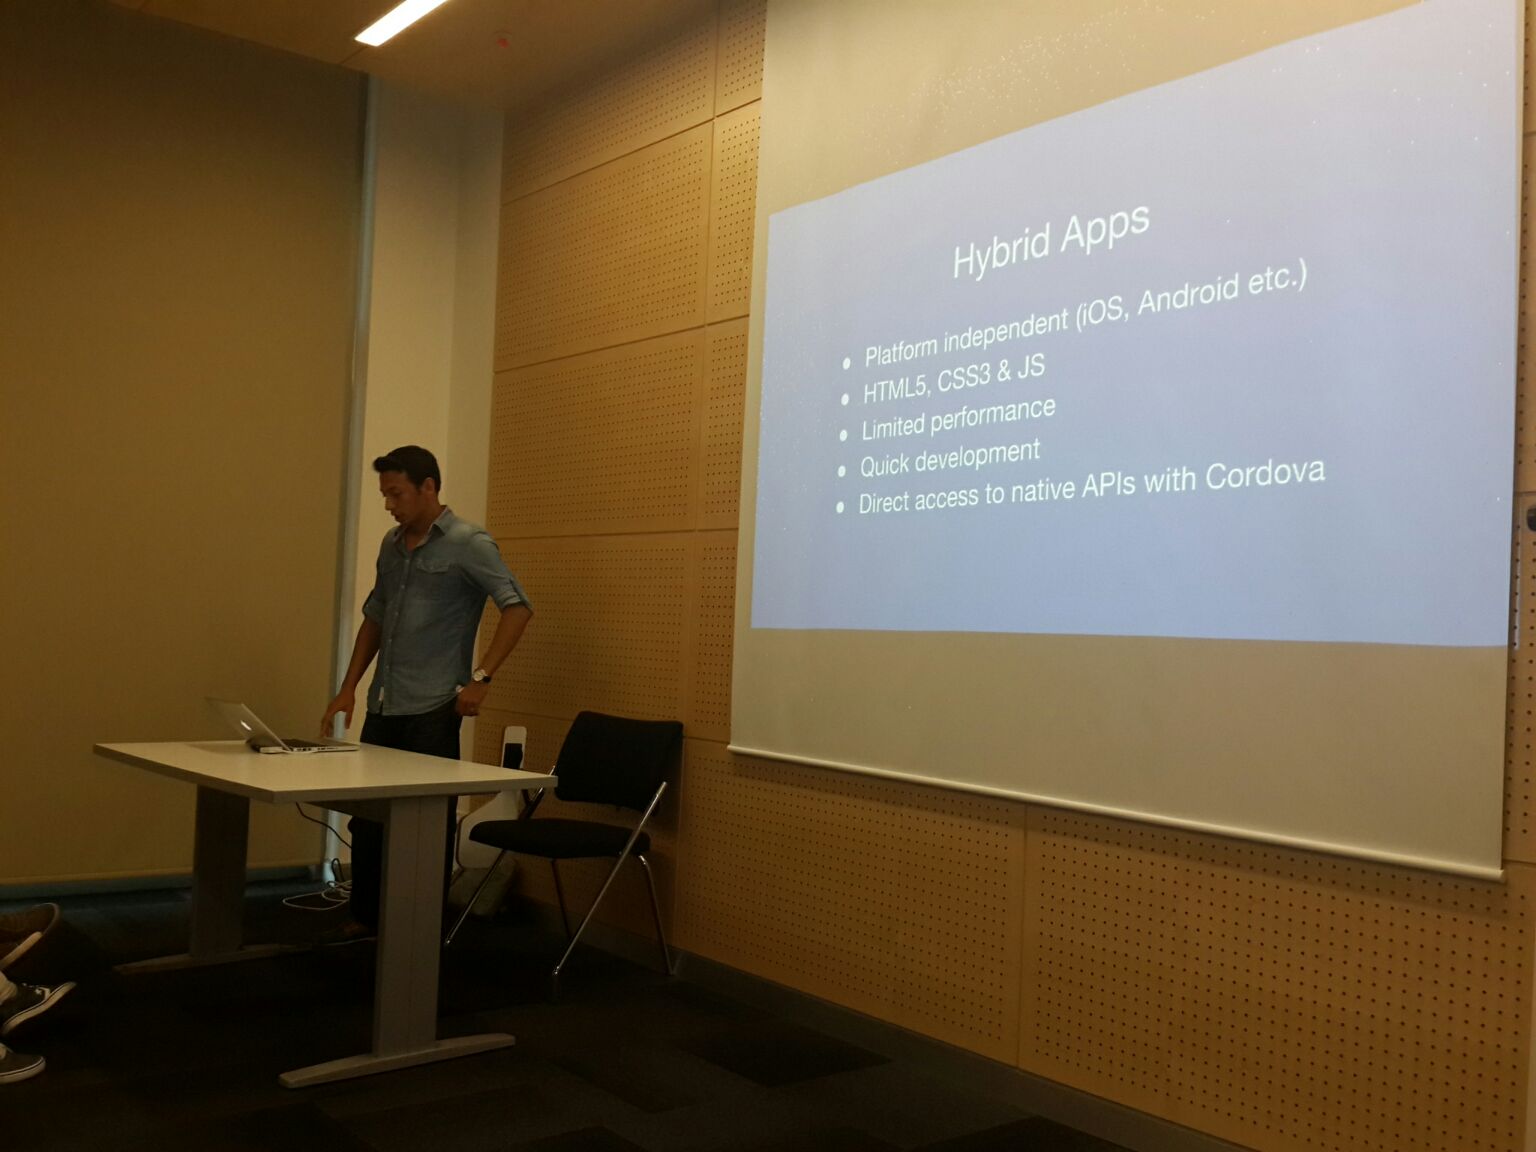 Hybrid Apps
• Platform independent (iOS, Android etc.)
• HTML5, CSS3 & JS
• Limited performance
• Quick development
• Direct access to native APIs with Cordova